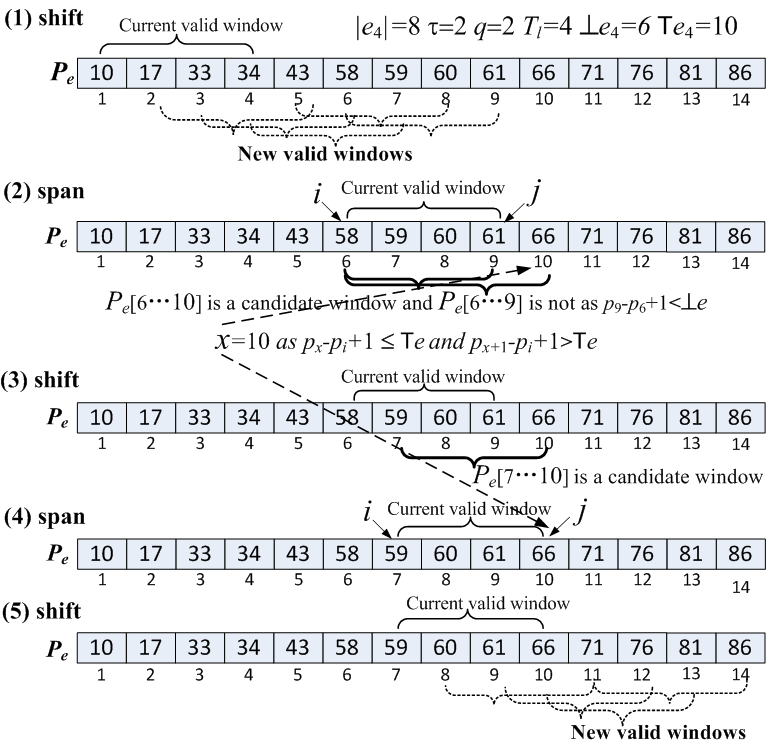 (1) shift
Current valid window
|e₄|=8 τ=2 q=2 Tₗ=4 ⊥e₄=6 ⊤e₄=10
Pₑ 10 17 33 34 43 58 59 60 61 66 71 76 81 86
1 2 3 4 5 6 7 8 9 10 11 12 13 14
New valid windows
(2) span
i Current valid window j
Pₑ 10 17 33 34 43 58 59 60 61 66 71 76 81 86
1 2 3 4 5 6 7 8 9 10 11 12 13 14
Pₑ[6···10] is a candidate window and Pₑ[6···9] is not as p₉-p₆+1<⊥e
x=10 as pₓ-pᵢ+1 ≤ ⊤e and pₓ₊₁-pᵢ+1>⊤e
(3) shift
Current valid window
Pₑ 10 17 33 34 43 58 59 60 61 66 71 76 81 86
1 2 3 4 5 6 7 8 9 10 11 12 13 14
Pₑ[7···10] is a candidate window
(4) span
i Current valid window j
Pₑ 10 17 33 34 43 58 59 60 61 66 71 76 81 86
1 2 3 4 5 6 7 8 9 10 11 12 13 14
(5) shift
Current valid window
Pₑ 10 17 33 34 43 58 59 60 61 66 71 76 81 86
1 2 3 4 5 6 7 8 9 10 11 12 13 14
New valid windows